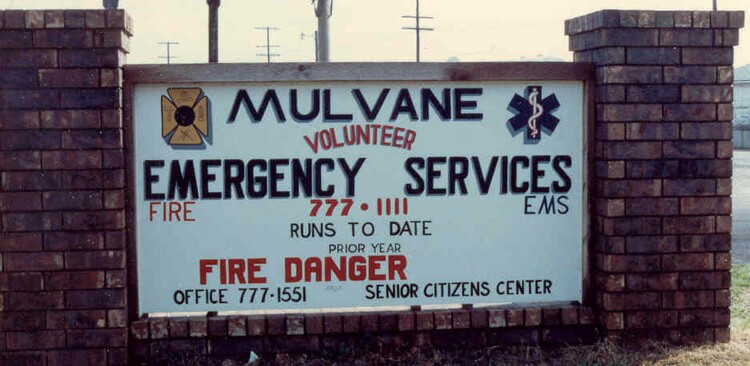 MULVANE
VOLUNTEER
EMERGENCY SERVICES
FIRE 777•1111 EMS
RUNS TO DATE
PRIOR YEAR
FIRE DANGER
OFFICE 777•1551 SENIOR CITIZENS CENTER